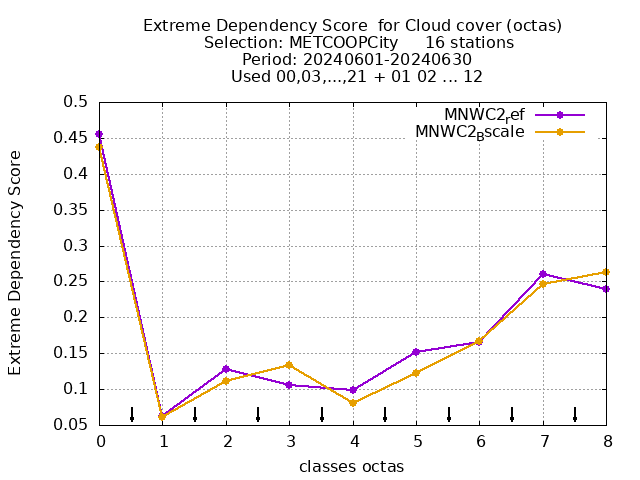 Extreme Dependency Score  for Cloud cover (octas)
Selection: METCOOPCity     16 stations
Period: 20240601-20240630
Used 00,03,...,21 + 01 02 ... 12
MNWC2ref
MNWC2Bscale
0.5
0.45
0.4
0.35
0.3
0.25
0.2
0.15
0.1
0.05
Extreme Dependency Score
0 1 2 3 4 5 6 7 8
classes octas